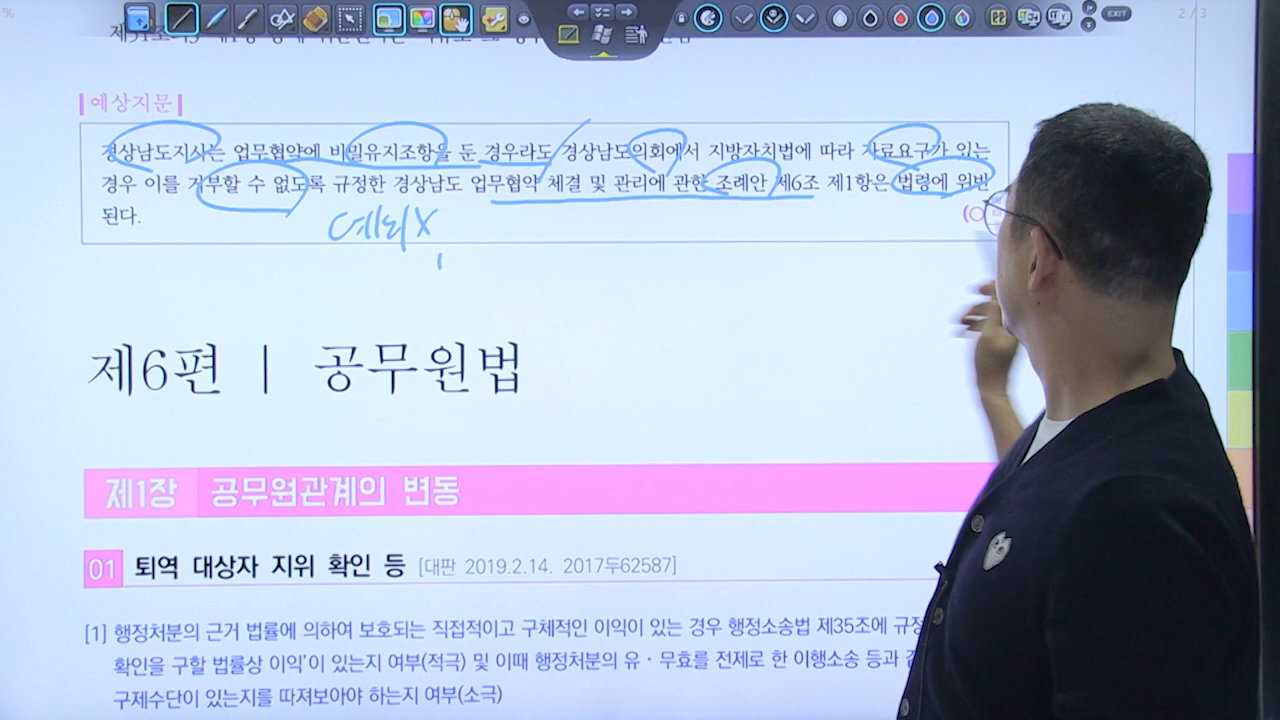 EXIT
2 / 3
예상지문
경상남도지사는 업무협약에 비밀유지조항을 둔 경우라도 경상남도의회에서 지방자치법에 따라 자료요구가 있는
경우 이를 거부할 수 없도록 규정한 경상남도 업무협약 체결 및 관리에 관한 조례안 제6조 제1항은 법령에 위반
된다.
(O
예외X
제6편 | 공무원법
제1장 공무원관계의 변동
01 퇴역 대상자 지위 확인 등 [대판 2019.2.14. 2017두62587]
[1] 행정처분의 근거 법률에 의하여 보호되는 직접적이고 구체적인 이익이 있는 경우 행정소송법 제35조에 규정
확인을 구할 법률상 이익'이 있는지 여부(적극) 및 이때 행정처분의 유·무효를 전제로 한 이행소송 등과
구제수단이 있는지를 따져보아야 하는지 여부(소극)